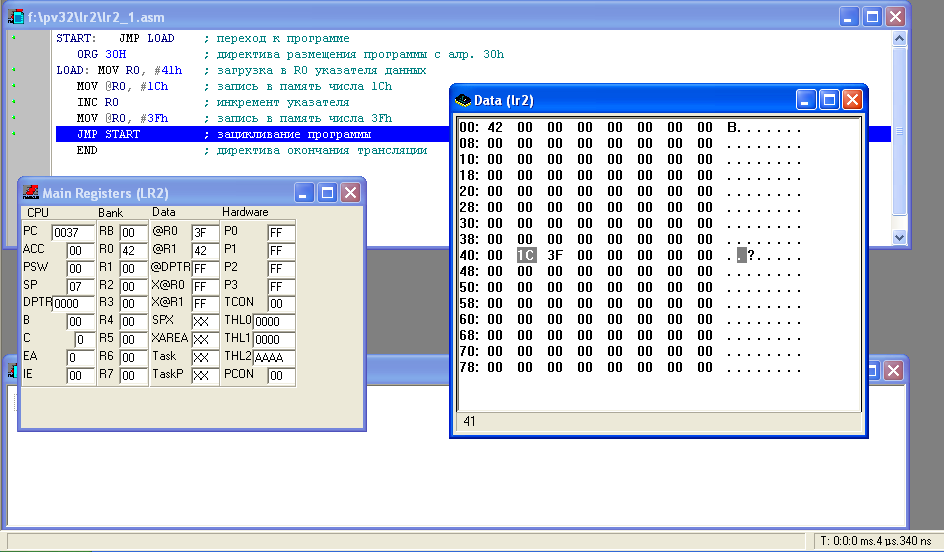 f:\pv32\lr2\lr2_1.asm
START:   JMP LOAD    ; переход к программе
ORG 30H          ; директива размещения программы с алр. 30h
LOAD: MOV R0, #41h   ; загрузка в R0 указателя данных
MOV @R0, #1Ch    ; запись в память числа 1Ch
INC R0           ; инкремент указателя
MOV @R0, #3Fh    ; запись в память числа 3Fh
JMP START        ; зацикливание программы
END              ; директива окончания трансляции
Data (lr2)
00: 42 00 00 00 00 00 00 00 B.......
08: 00 00 00 00 00 00 00 00 ........
10: 00 00 00 00 00 00 00 00 ........
18: 00 00 00 00 00 00 00 00 ........
20: 00 00 00 00 00 00 00 00 ........
28: 00 00 00 00 00 00 00 00 ........
30: 00 00 00 00 00 00 00 00 ........
38: 00 00 00 00 00 00 00 00 ........
40: 00 1C 3F 00 00 00 00 00 ..?.....
48: 00 00 00 00 00 00 00 00 ........
50: 00 00 00 00 00 00 00 00 ........
58: 00 00 00 00 00 00 00 00 ........
60: 00 00 00 00 00 00 00 00 ........
68: 00 00 00 00 00 00 00 00 ........
70: 00 00 00 00 00 00 00 00 ........
78: 00 00 00 00 00 00 00 00 ........
41
Main Registers (LR2)
CPU Bank Data Hardware
PC 0037 RB 00 @R0 3F P0 FF
ACC 00 R0 42 @R1 42 P1 FF
PSW 00 R1 00 @DPTR FF P2 FF
SP 07 R2 00 X@R0 FF P3 FF
DPTR 0000 R3 00 X@R1 FF TCON 00
B 00 R4 00 SPX XX THL0 0000
C 0 R5 00 XAREA XX THL1 0000
EA 0 R6 00 Task XX THL2 AAAA
IE 00 R7 00 TaskP XX PCON 00
T: 0:0:0 ms.4 µs.340 ns